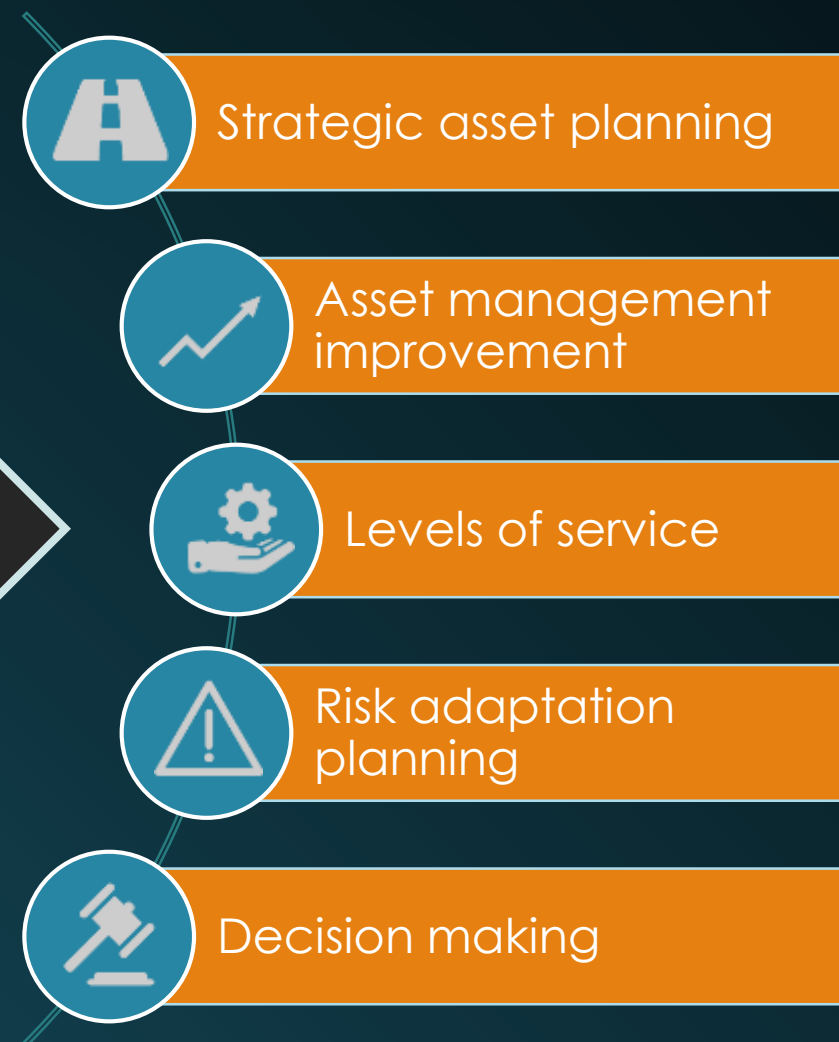 Strategic asset planning
Asset management
improvement
Levels of service
Risk adaptation
planning
Decision making